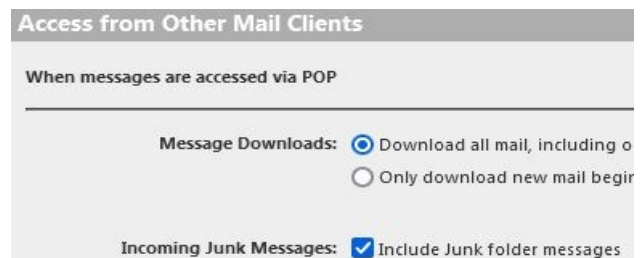 Access from Other Mail Clients
When messages are accessed via POP
Message Downloads: Download all mail, including
Only download new mail
Incoming Junk Messages: Include Junk folder messages